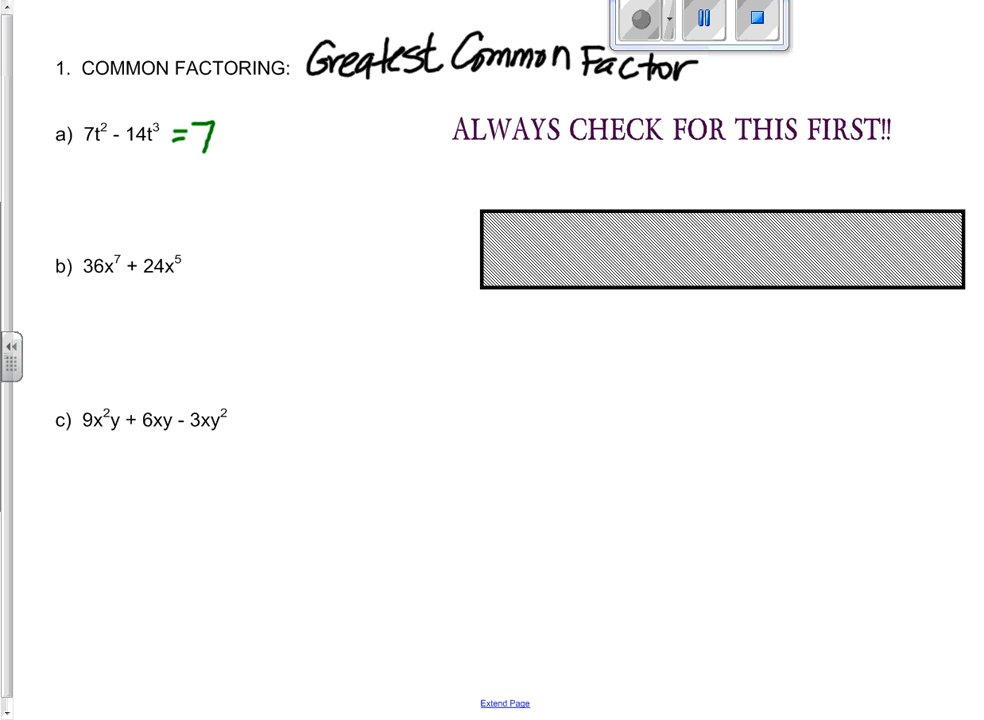 1. COMMON FACTORING: Greatest Common Factor
a) 7t² - 14t³ = 7
ALWAYS CHECK FOR THIS FIRST!!
b) 36x⁷ + 24x⁵
c) 9x²y + 6xy - 3xy²
Extend Page